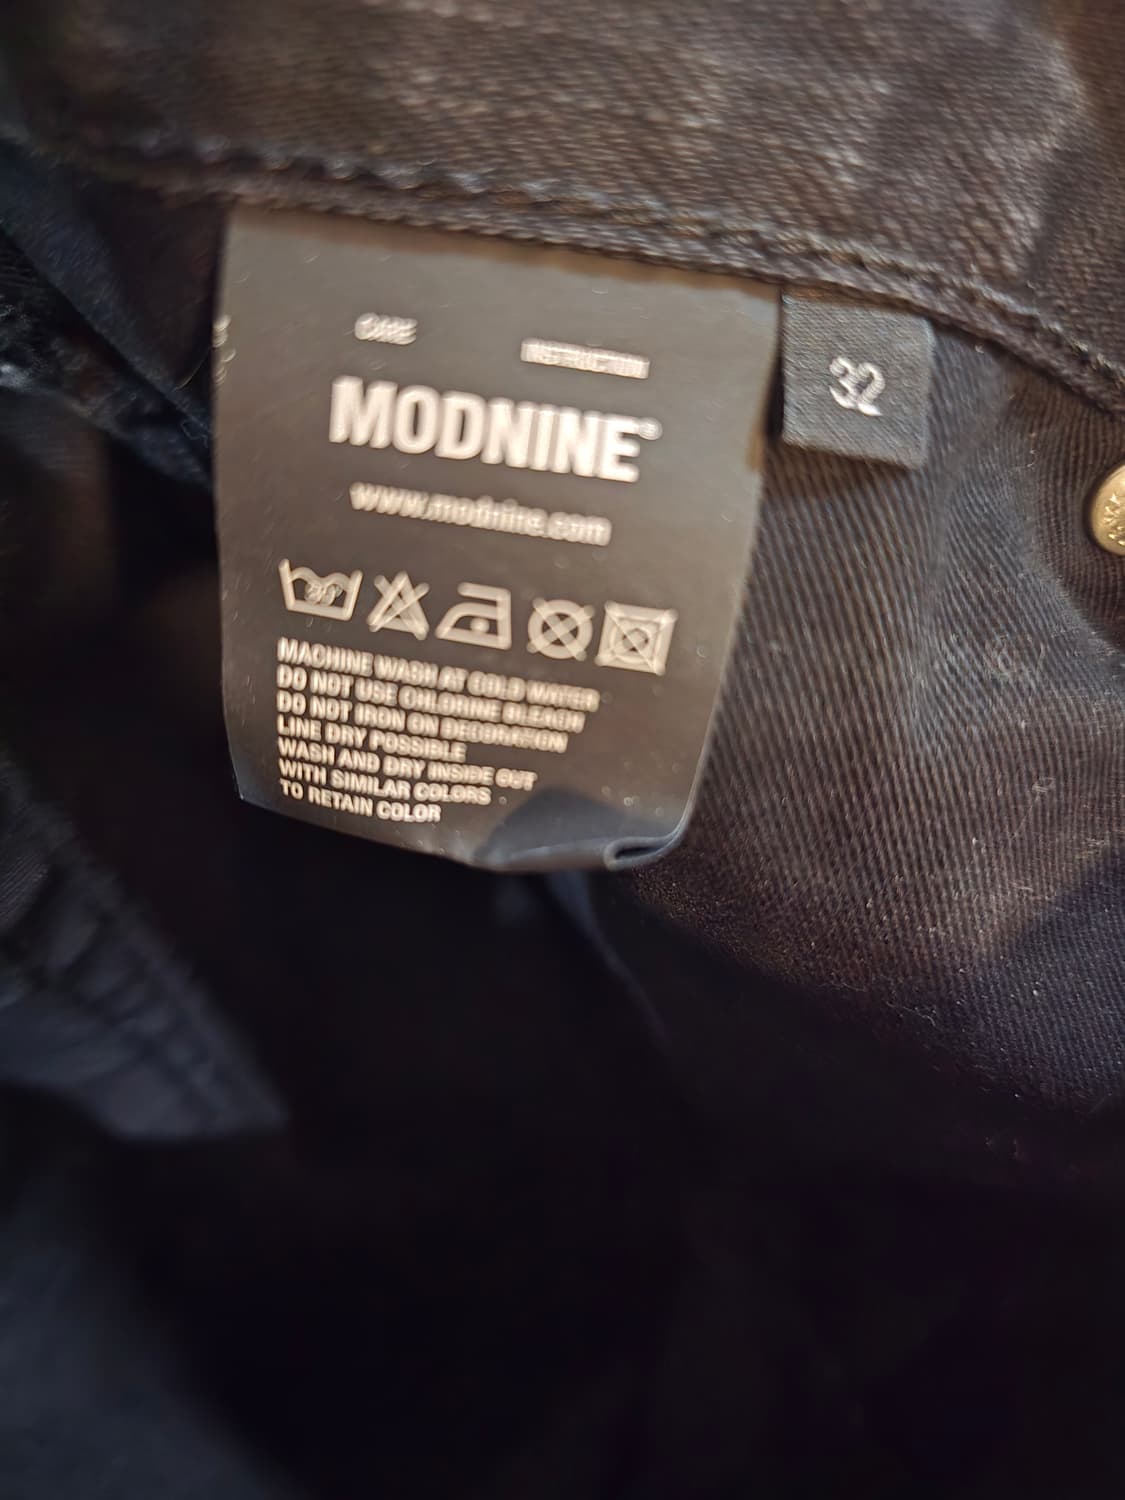 CARE INSTRUCTION
MODNINE®
www.modnine.com
32
30°
MACHINE WASH AT COLD WATER
DO NOT USE CHLORINE BLEACH
DO NOT IRON ON DECORATION
LINE DRY POSSIBLE
WASH AND DRY INSIDE OUT
WITH SIMILAR COLORS
TO RETAIN COLOR